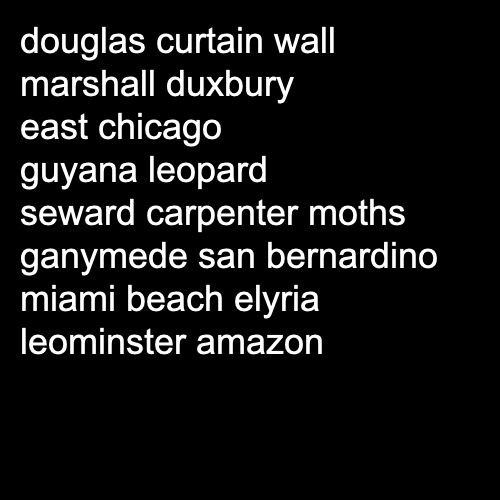 douglas curtain wall
marshall duxbury
east chicago
guyana leopard
seward carpenter moths
ganymede san bernardino
miami beach elyria
leominster amazon